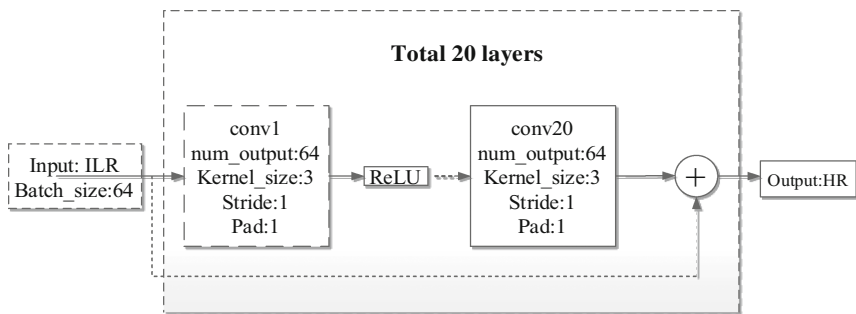 Total 20 layers
Input: ILR
Batch_size:64
conv1
num_output:64
Kernel_size:3
Stride:1
Pad:1
ReLU
conv20
num_output:64
Kernel_size:3
Stride:1
Pad:1
+
Output:HR